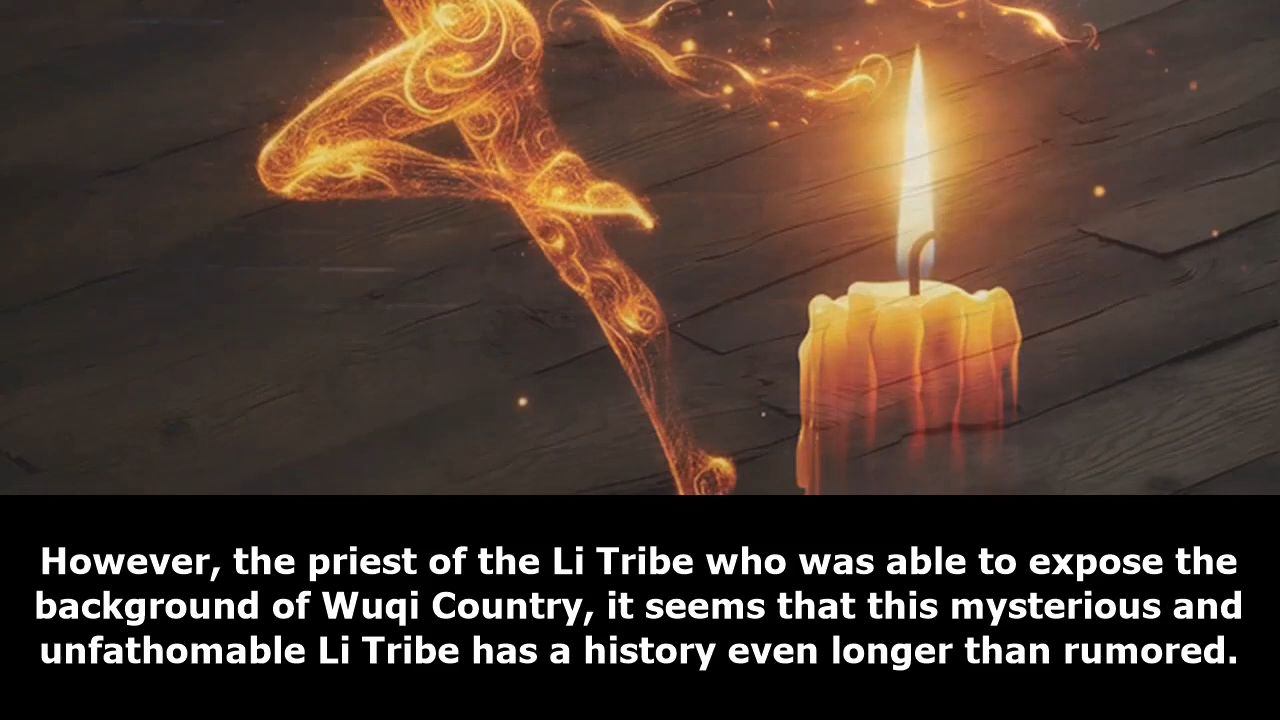 However, the priest of the Li Tribe who was able to expose the
background of Wuqi Country, it seems that this mysterious and
unfathomable Li Tribe has a history even longer than rumored.